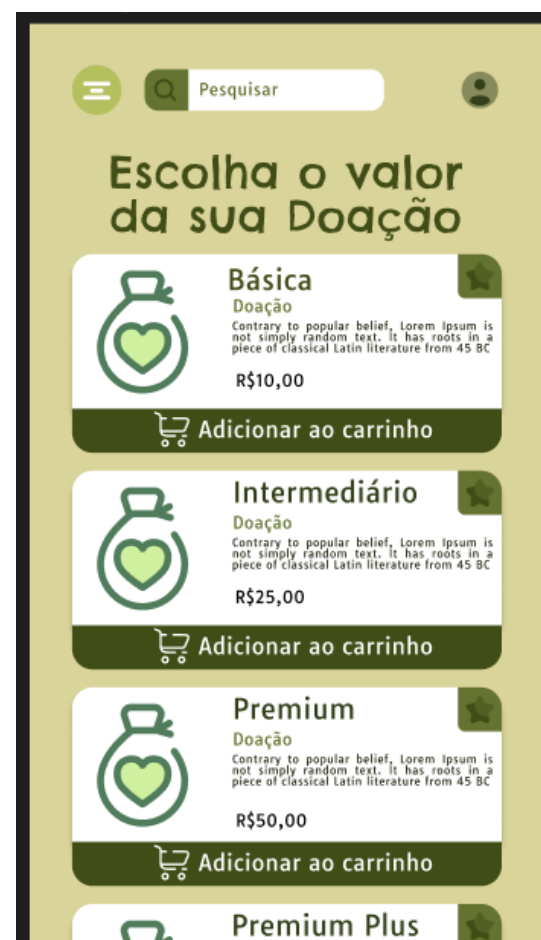 Pesquisar
Escolha o valor
da sua Doação
Básica
Doação
Contrary to popular belief, Lorem Ipsum is
not simply random text. It has roots in a
piece of classical Latin literature from 45 BC
R$10,00
Adicionar ao carrinho
Intermediário
Doação
Contrary to popular belief, Lorem Ipsum is
not simply random text. It has roots in a
piece of classical Latin literature from 45 BC
R$25,00
Adicionar ao carrinho
Premium
Doação
Contrary to popular belief, Lorem Ipsum is
not simply random text. It has roots in a
piece of classical Latin literature from 45 BC
R$50,00
Adicionar ao carrinho
Premium Plus